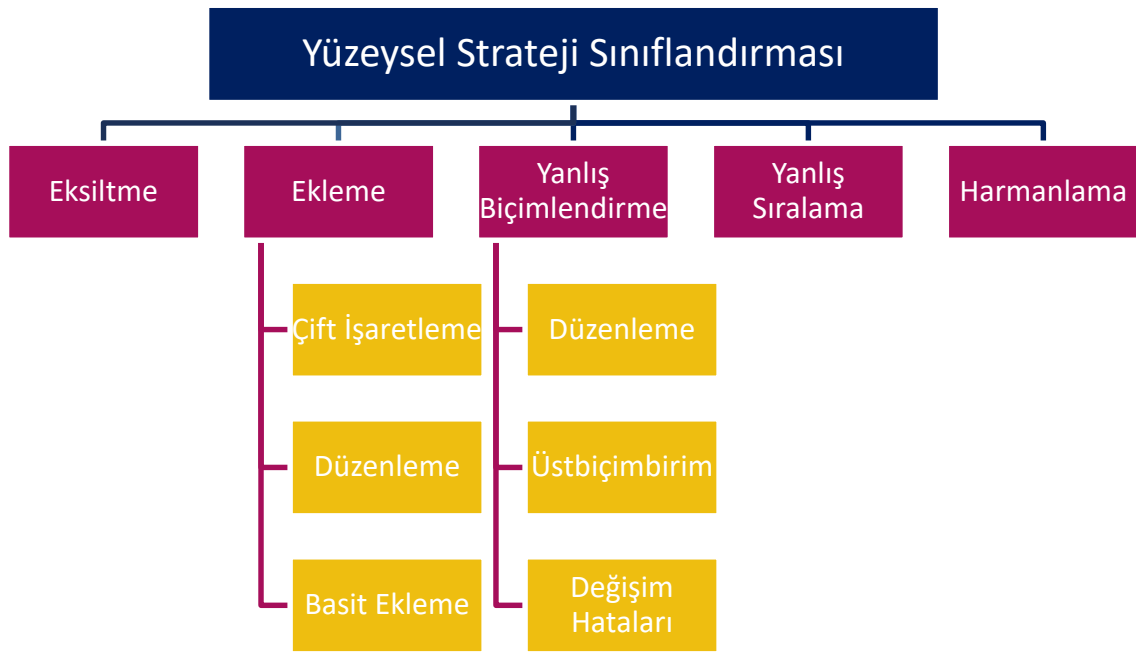 Yüzeysel Strateji Sınıflandırması
Eksiltme
Ekleme
Yanlış
Biçimlendirme
Yanlış
Sıralama
Harmanlama
Çift İşaretleme
Düzenleme
Basit Ekleme
Düzenleme
Üstbiçimbirim
Değişim
Hataları